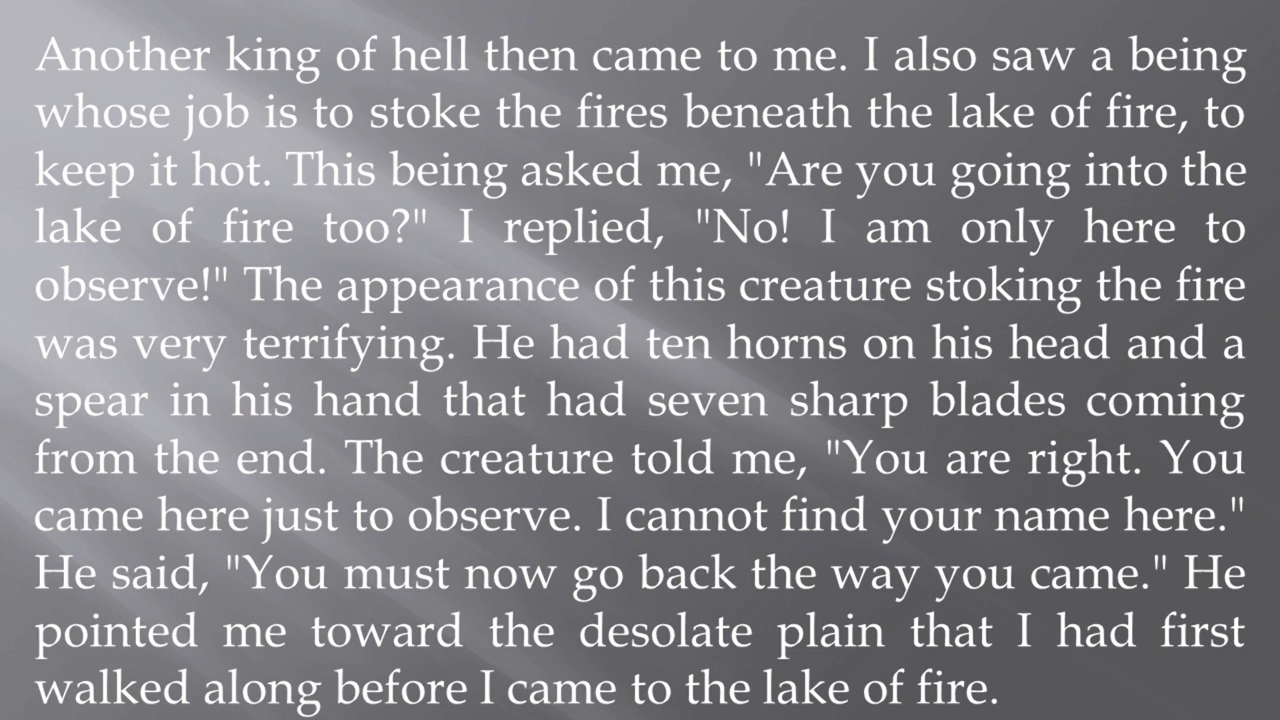 Another king of hell then came to me. I also saw a being
whose job is to stoke the fires beneath the lake of fire, to
keep it hot. This being asked me, "Are you going into the
lake of fire too?" I replied, "No! I am only here to
observe!" The appearance of this creature stoking the fire
was very terrifying. He had ten horns on his head and a
spear in his hand that had seven sharp blades coming
from the end. The creature told me, "You are right. You
came here just to observe. I cannot find your name here."
He said, "You must now go back the way you came." He
pointed me toward the desolate plain that I had first
walked along before I came to the lake of fire.